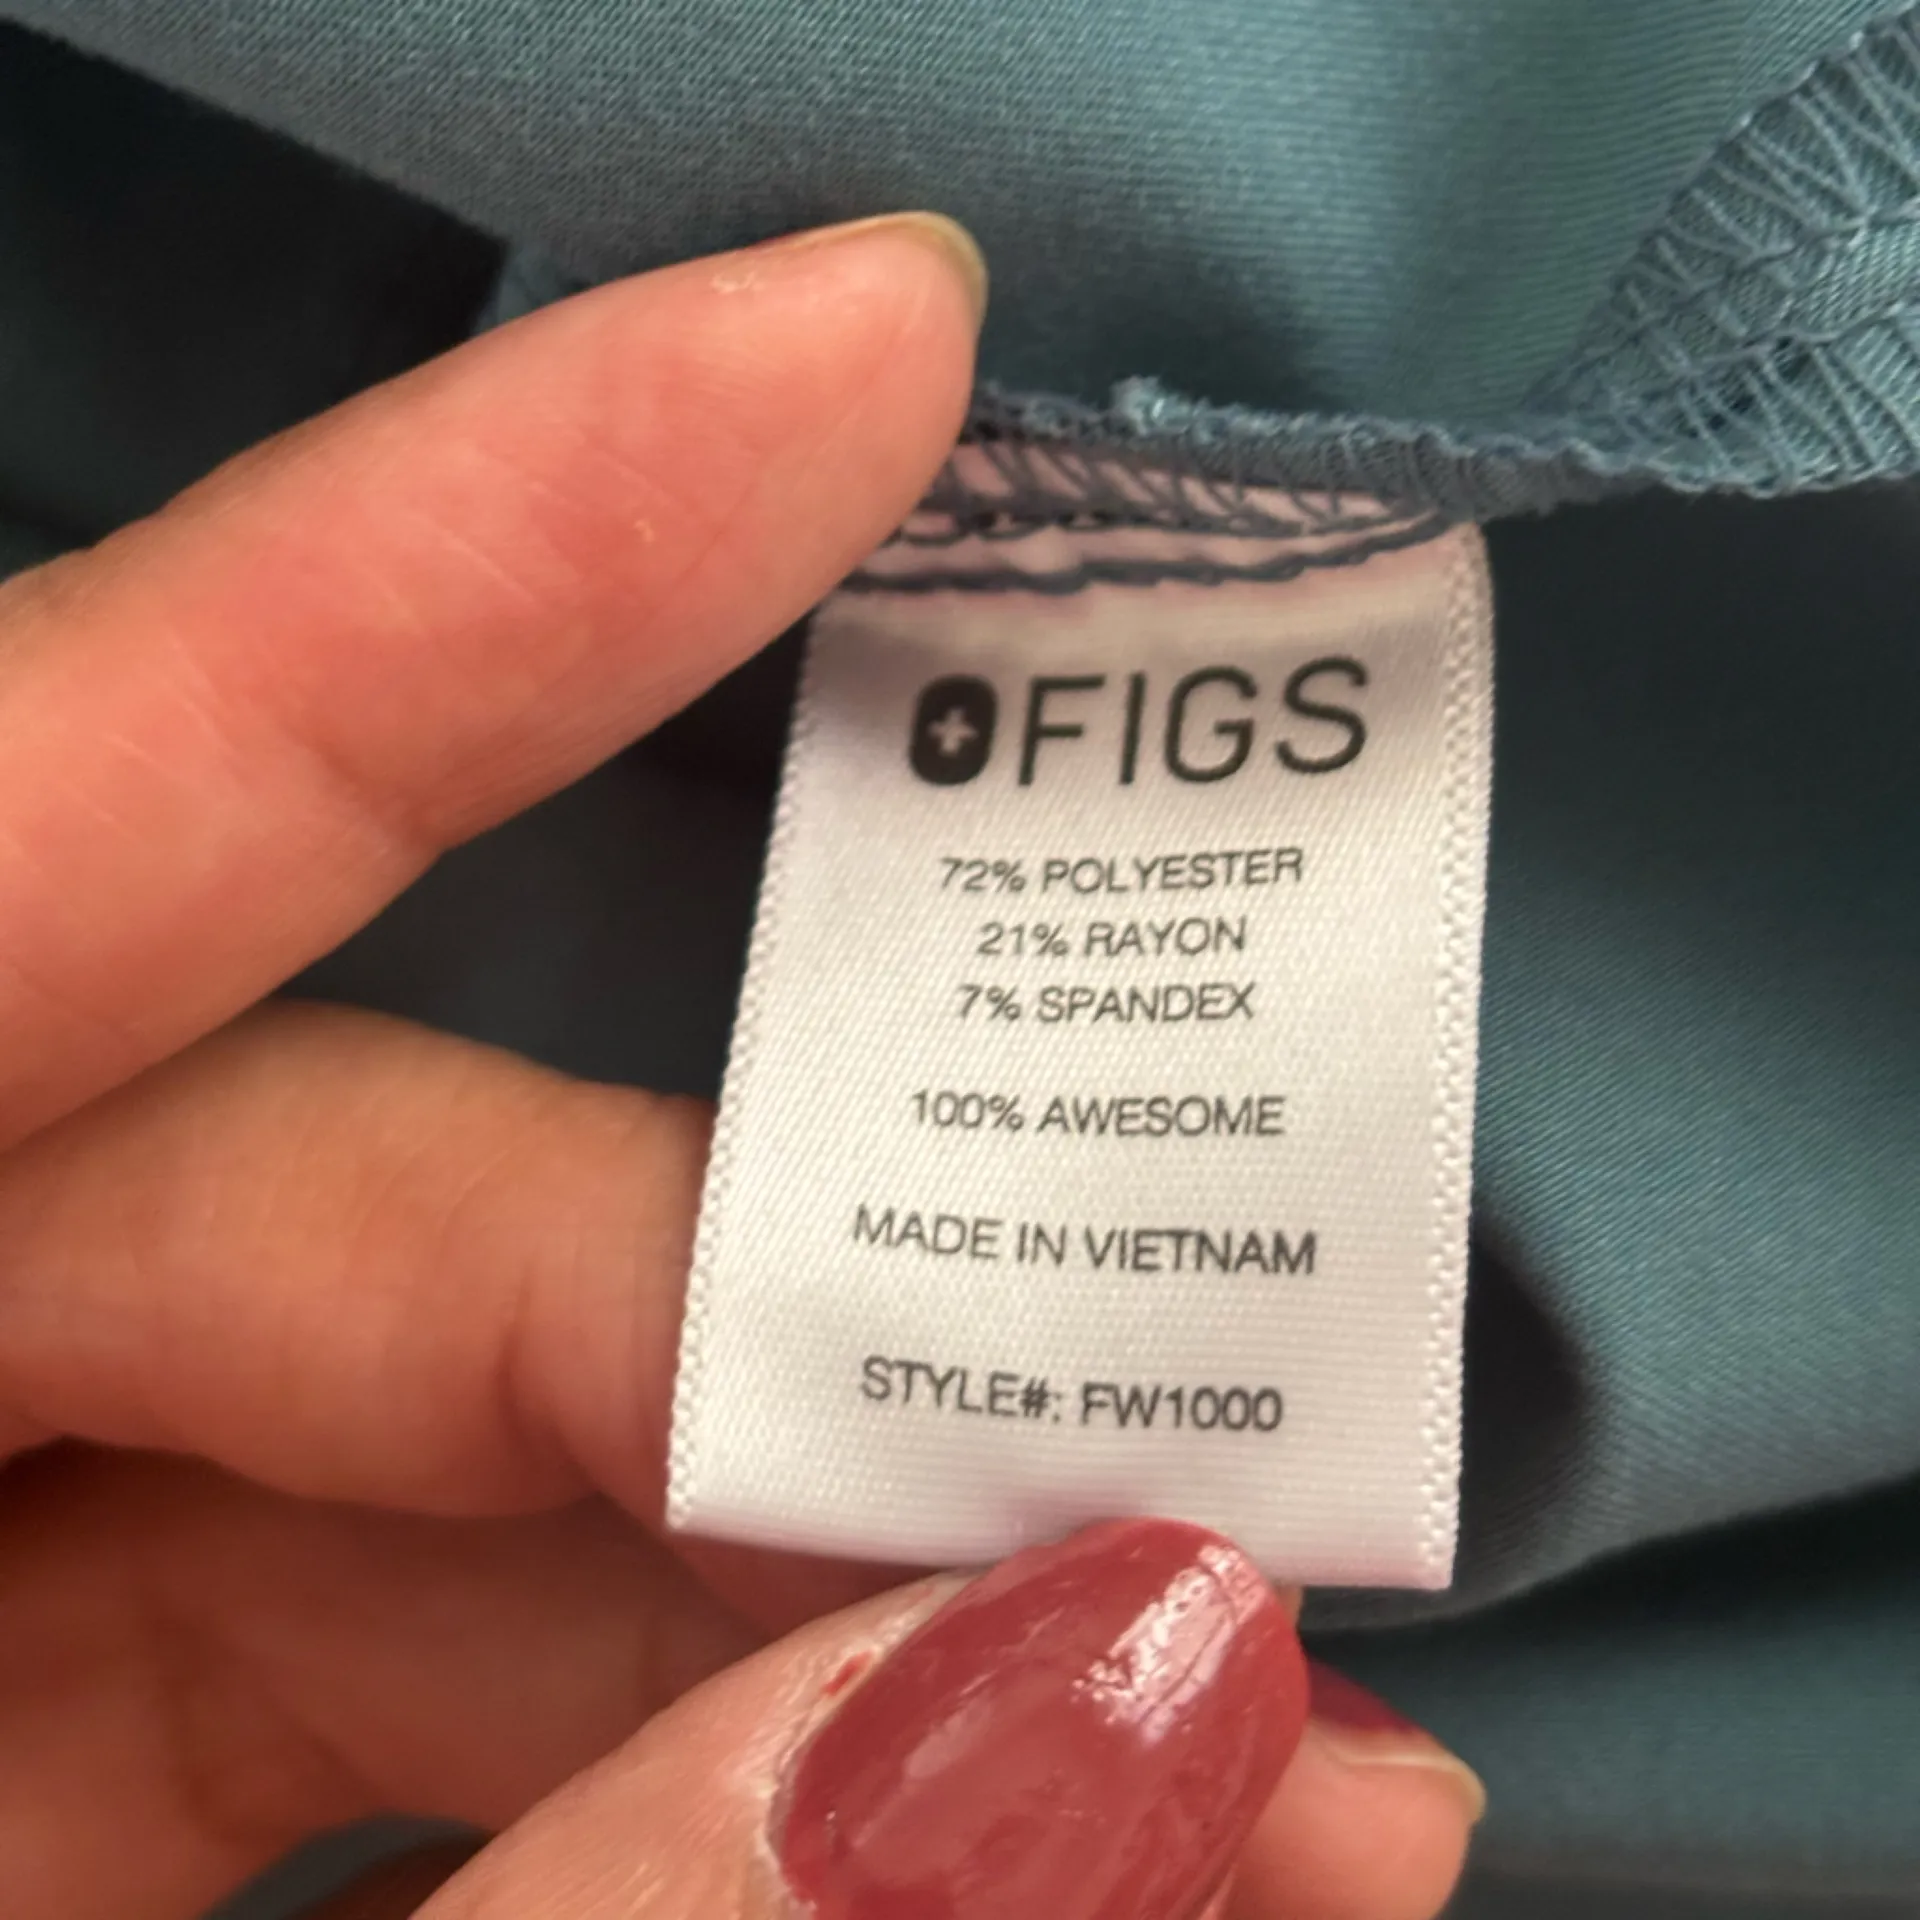 FIGS
72% POLYESTER
21% RAYON
7% SPANDEX
100% AWESOME
MADE IN VIETNAM
STYLE#: FW1000